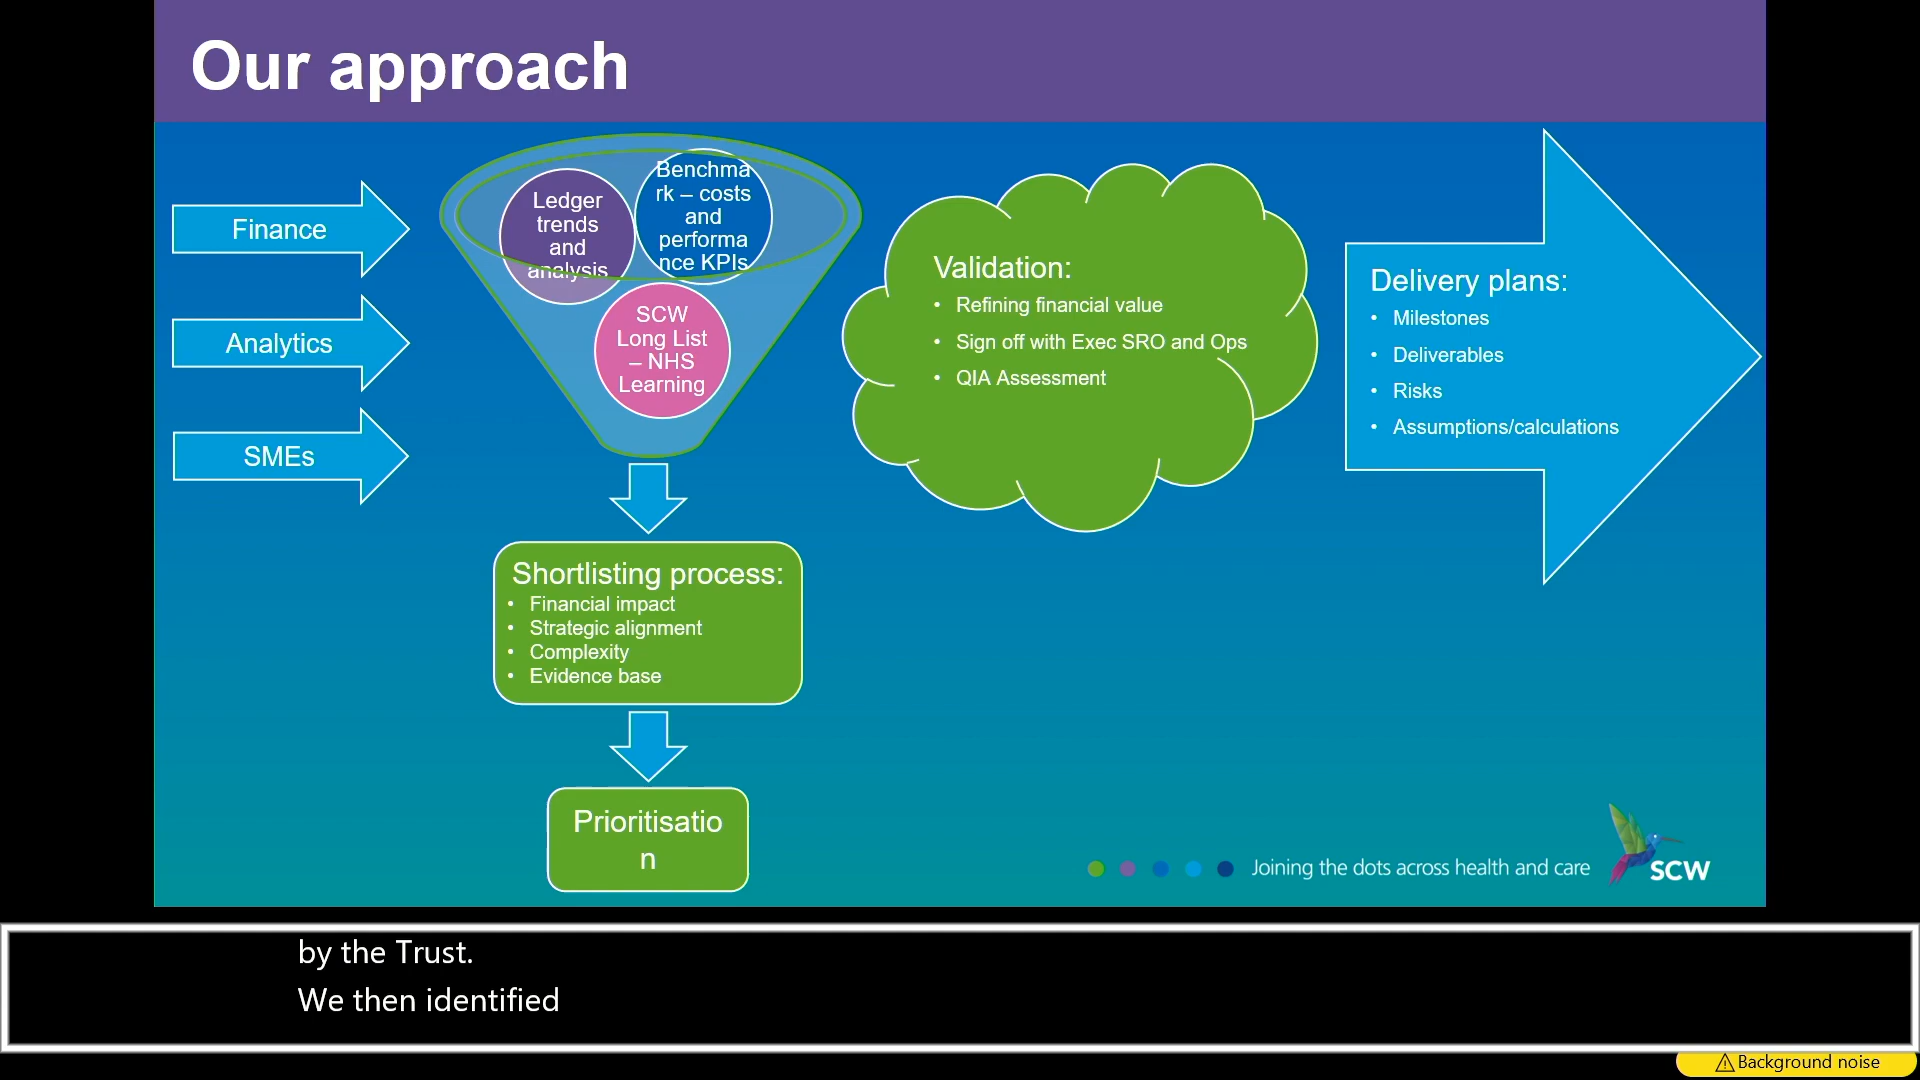 Our approach
Finance
Analytics
SMEs
Ledger
trends
and
analysis
Benchma
rk – costs
and
performa
nce KPIs
SCW
Long List
– NHS
Learning
Shortlisting process:
• Financial impact
• Strategic alignment
• Complexity
• Evidence base
Prioritisatio
n
Validation:
• Refining financial value
• Sign off with Exec SRO and Ops
• QIA Assessment
Delivery plans:
• Milestones
• Deliverables
• Risks
• Assumptions/calculations
Joining the dots across health and care
SCW
by the Trust.
We then identified
Background noise